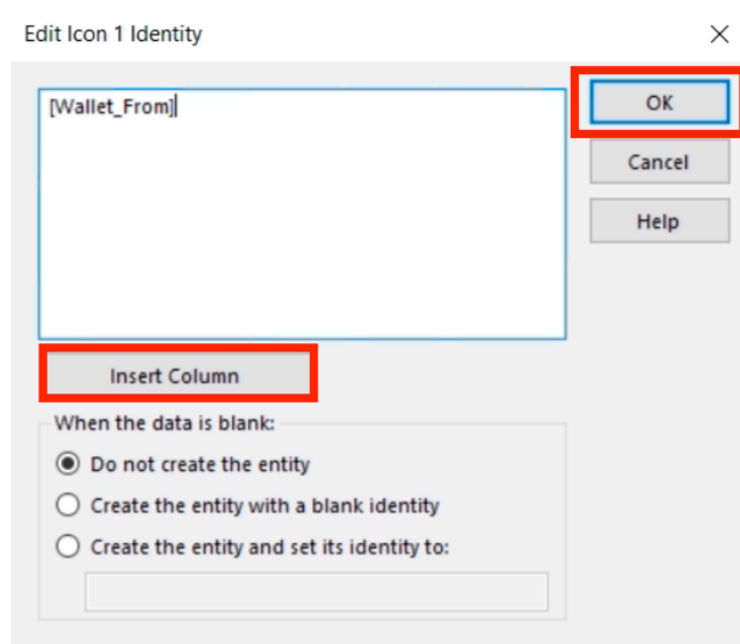 Edit Icon 1 Identity
[Wallet_From]
OK
Cancel
Help
Insert Column
When the data is blank:
Do not create the entity
Create the entity with a blank identity
Create the entity and set its identity to: